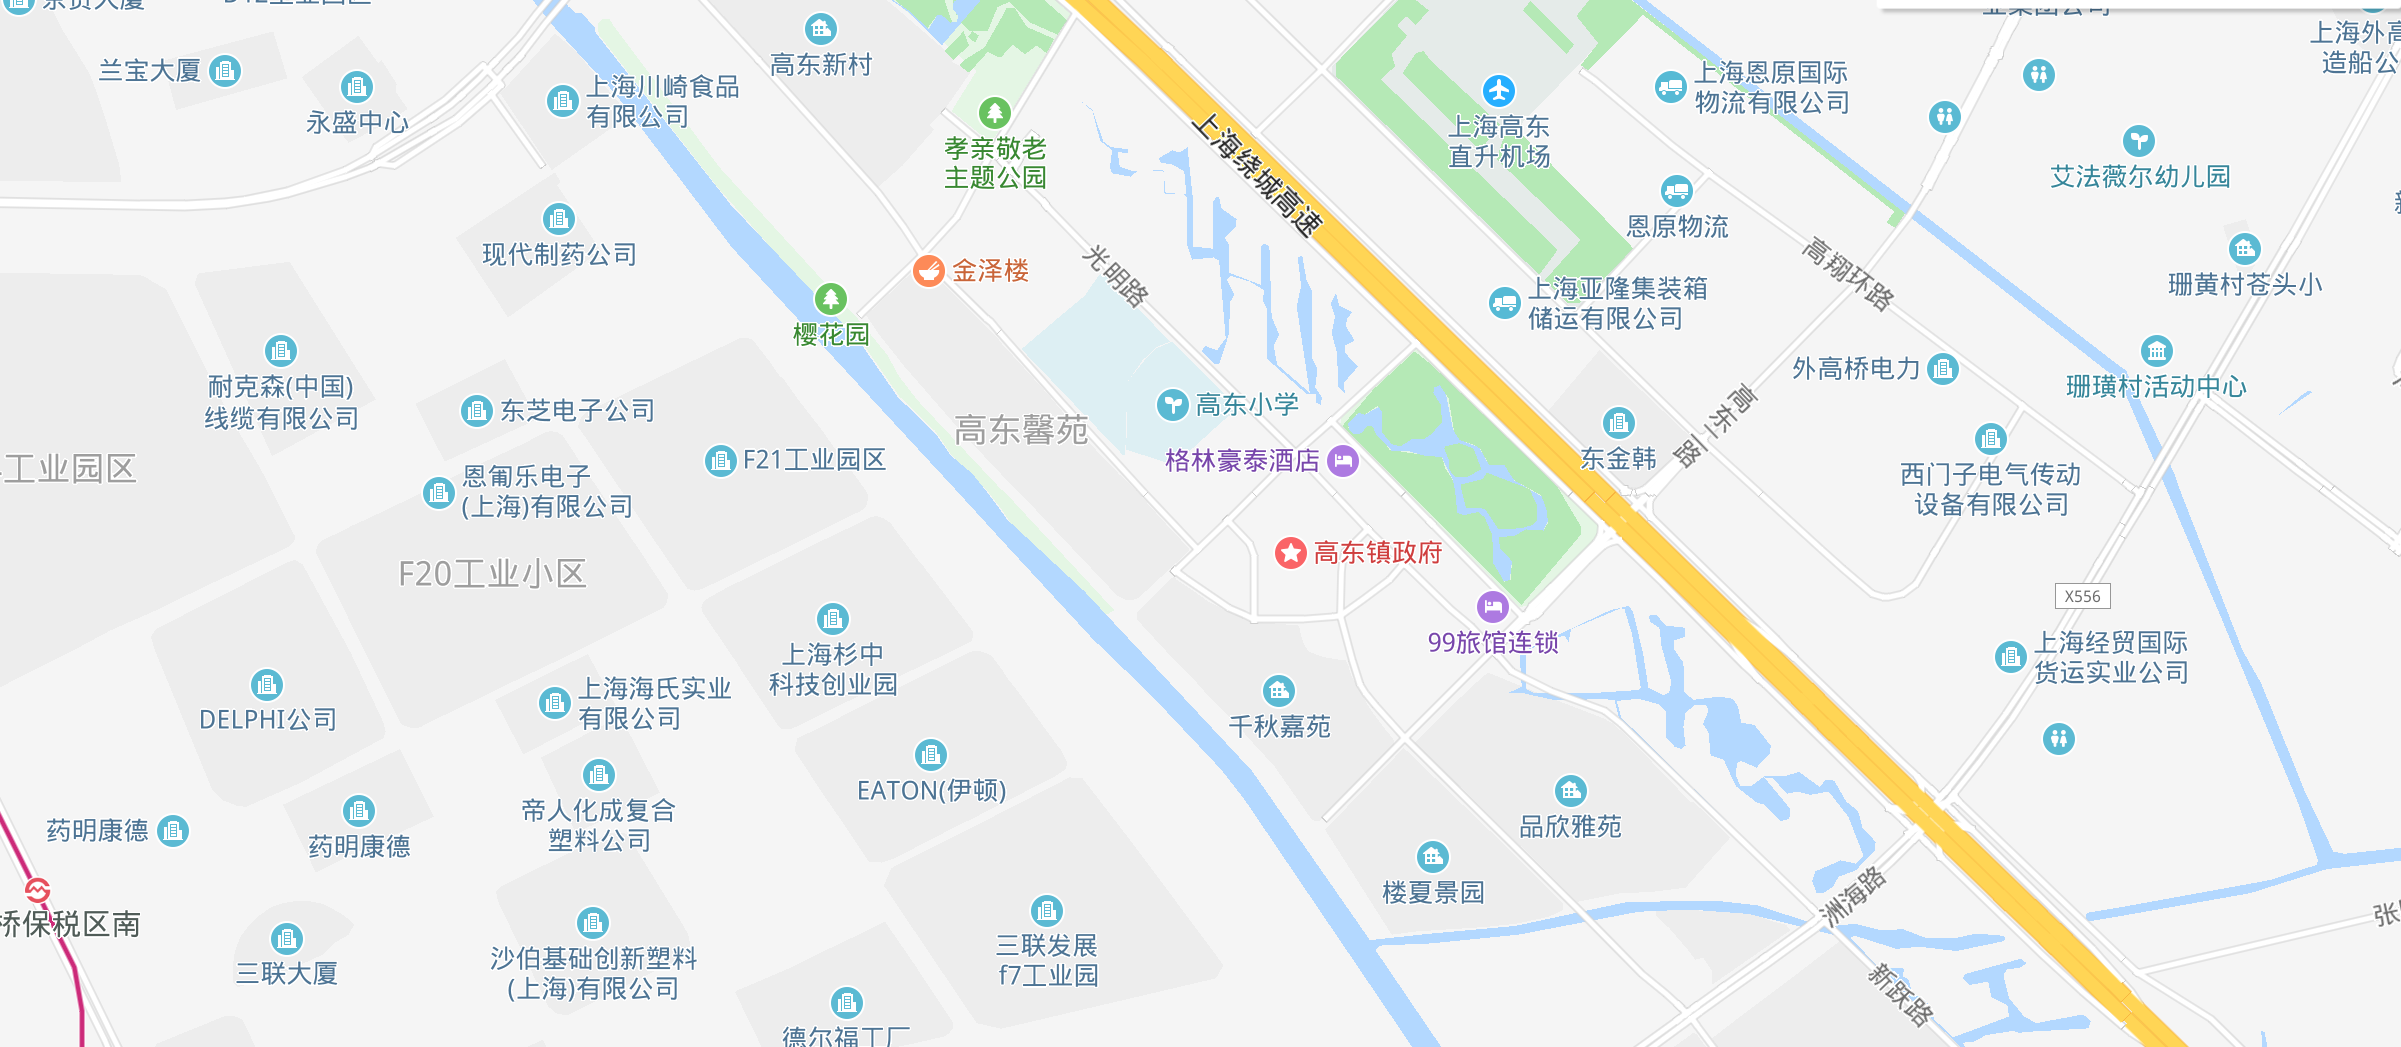 兰宝大厦
永盛中心
上海川崎食品
有限公司
高东新村
孝亲敬老
主题公园
上海绕城高速
上海高东
直升机场
上海恩原国际
物流有限公司
恩原物流
艾法薇尔幼儿园
珊黄村苍头小
现代制药公司
金泽楼
光明路
樱花园
上海亚隆集装箱
储运有限公司
高翔环路
外高桥电力
珊璜村活动中心
耐克森(中国)
线缆有限公司
东芝电子公司
高东馨苑
高东小学
格林豪泰酒店
高东一路
东金韩
西门子电气传动
设备有限公司
工业园区
恩匍乐电子
(上海)有限公司
F21工业园区
F20工业小区
高东镇政府
99旅馆连锁
X556
上海经贸国际
货运实业公司
上海杉中
科技创业园
DELPHI公司
上海海氏实业
有限公司
千秋嘉苑
EATON(伊顿)
品欣雅苑
药明康德
药明康德
帝人化成复合
塑料公司
楼夏景园
洲海路
桥保税区南
三联大厦
沙伯基础创新塑料
(上海)有限公司
三联发展
f7工业园
新跃路
德尔福工厂
上海外高
造船公